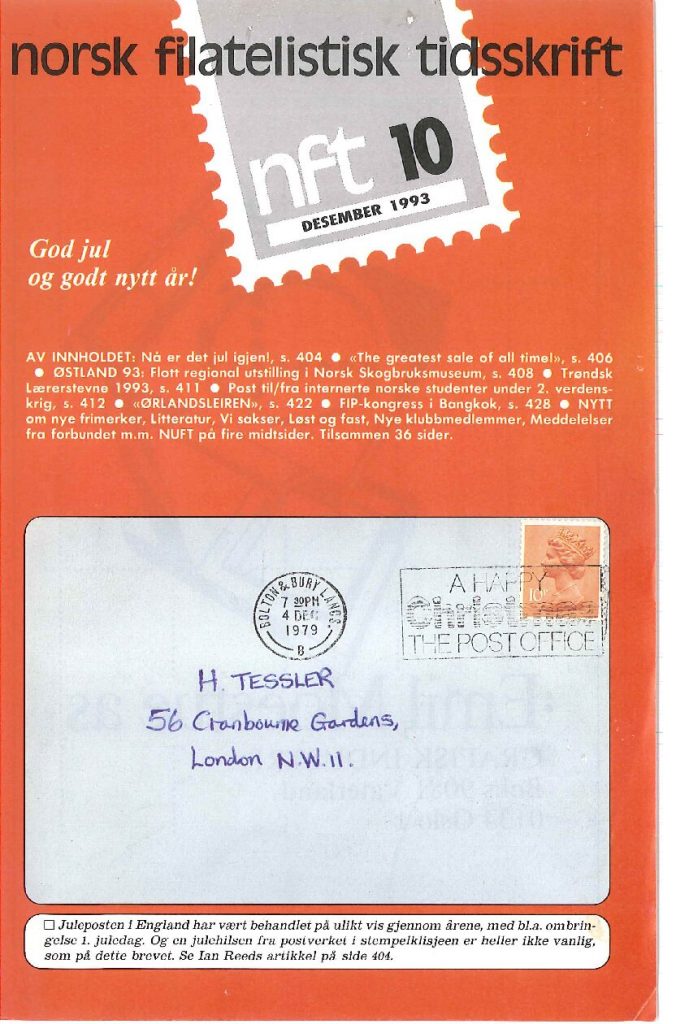 norsk filatelistisk tidsskrift
nft 10
DESEMBER 1993
God jul
og godt nytt år!
AV INNHOLDET: Nå er det jul igjen!, s. 404 ● «The greatest sale of all time!», s. 406
● ØSTLAND 93: Flott regional utstilling i Norsk Skogbruksmuseum, s. 408 ● Trøndsk
Lærerstevne 1993, s. 411 ● Post til/fra internerte norske studenter under 2. verdens-
krig, s. 412 ● «ØRLANDSLEIREN», s. 422 ● FIP-kongress i Bangkok, s. 428 ● NYTT
om nye frimerker, Litteratur, Vi sakser, Løst og fast, Nye klubbmedlemmer, Meddelelser
fra forbundet m.m. NUFT på fire midtsider. Tilsammen 36 sider.
BOLTON & BURY LANCS.
7 30PM
4 DEC
1979
B
A HAPPY
Christmas
THE POST OFFICE
10P
H. TESSLER
56 Cranbourne Gardens,
London N.W.11.
□ Juleposten i England har vært behandlet på ulikt vis gjennom årene, med bl.a. ombrin-
gelse 1. juledag. Og en julehilsen fra postverket i stempelklisjeen er heller ikke vanlig,
som på dette brevet. Se Ian Reeds artikkel på side 404.